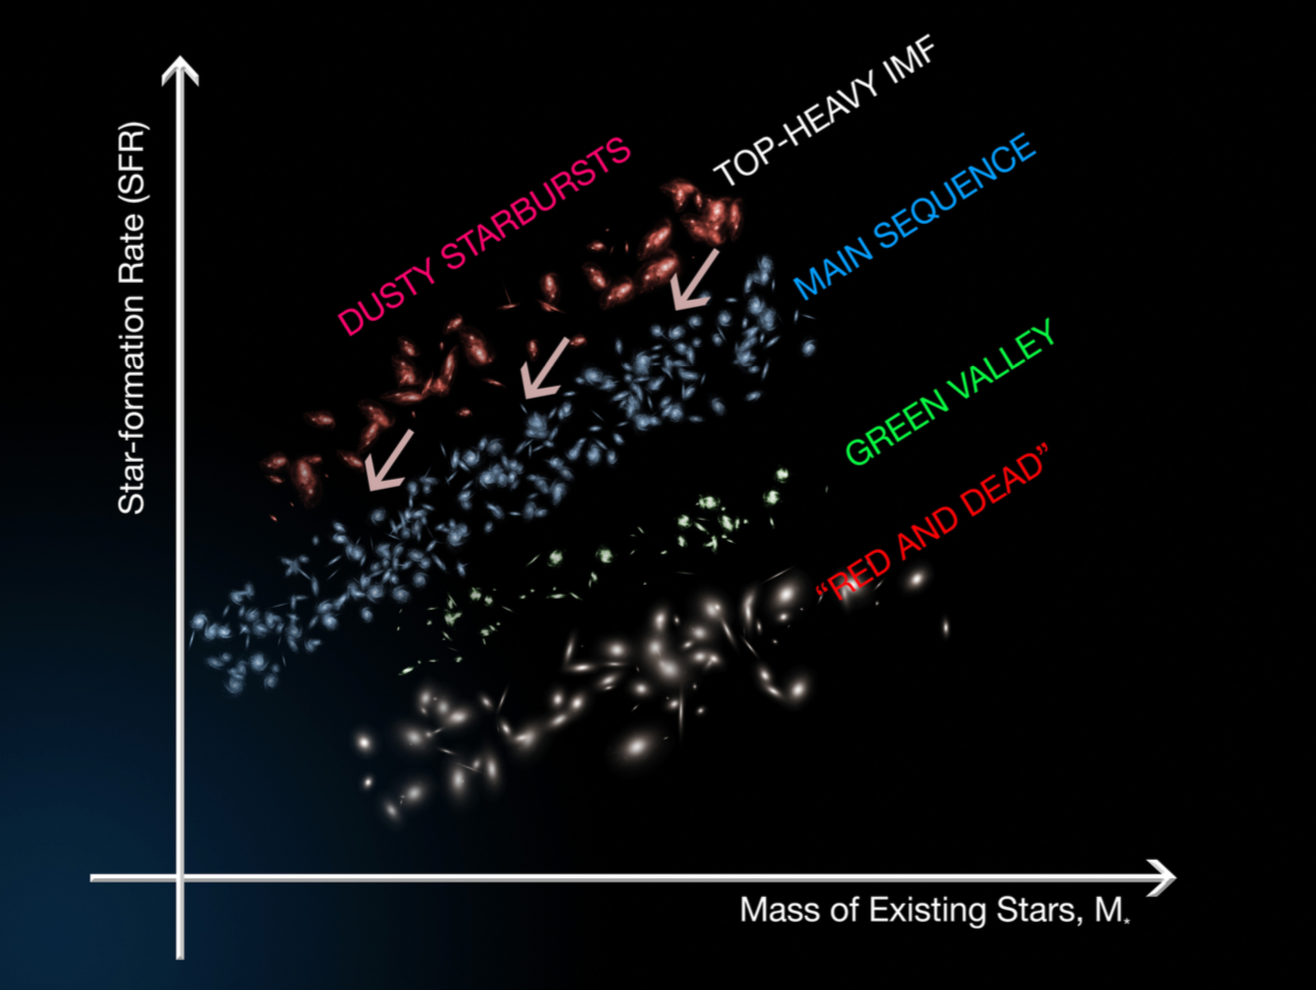 TOP-HEAVY IMF
DUSTY STARBURSTS
MAIN SEQUENCE
GREEN VALLEY
“RED AND DEAD”
Star-formation Rate (SFR)
Mass of Existing Stars, M⋆